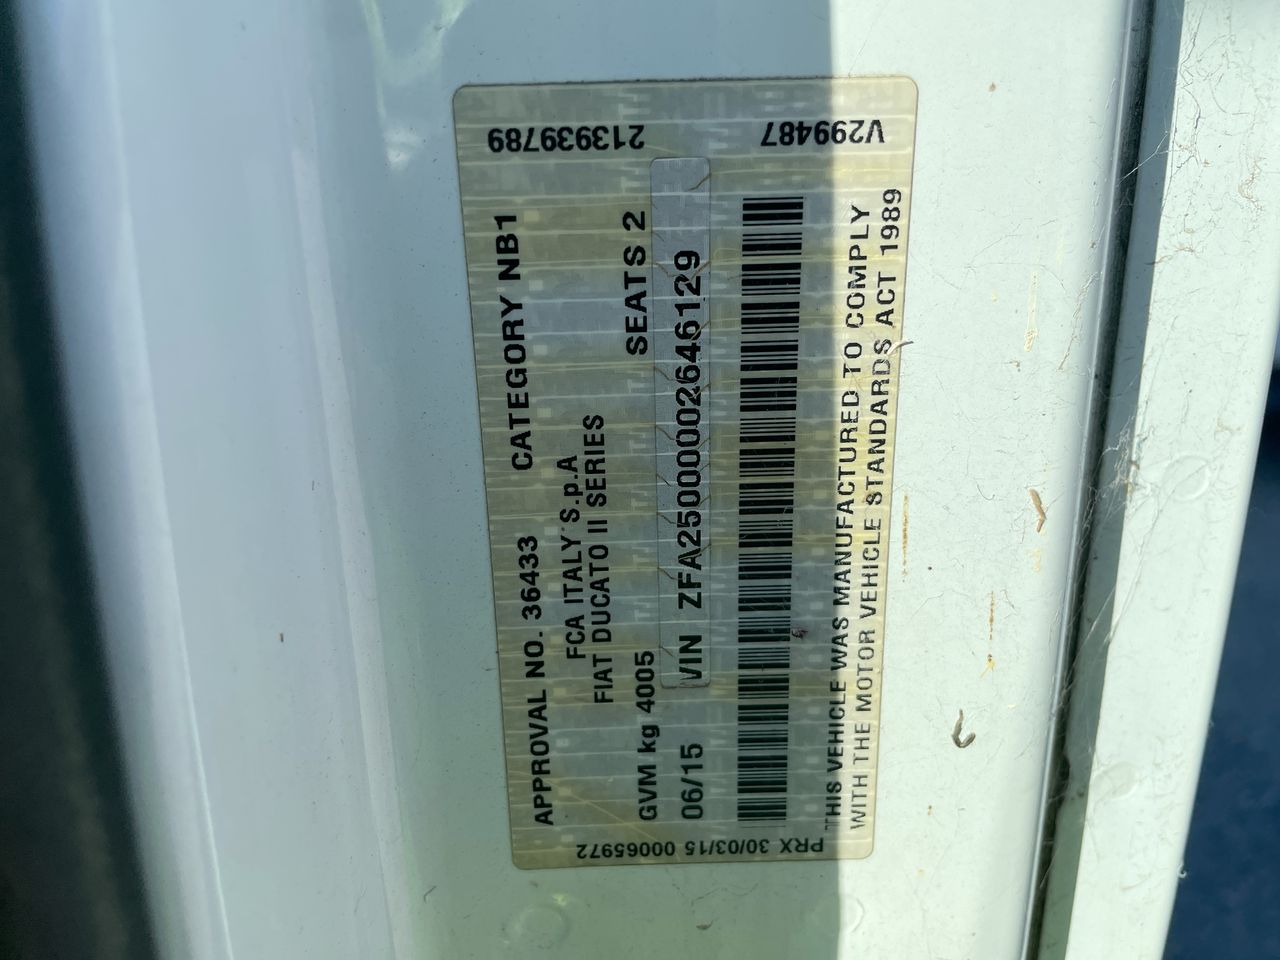 APPROVAL NO. 36433 CATEGORY NB1
FCA ITALY S.p.A
FIAT DUCATO II SERIES
GVM kg 4005 SEATS 2
06/15 VIN ZFA25000002646129
THIS VEHICLE WAS MANUFACTURED TO COMPLY
WITH THE MOTOR VEHICLE STANDARDS ACT 1989
213939789
V299487
PRX 30/03/15 00065972